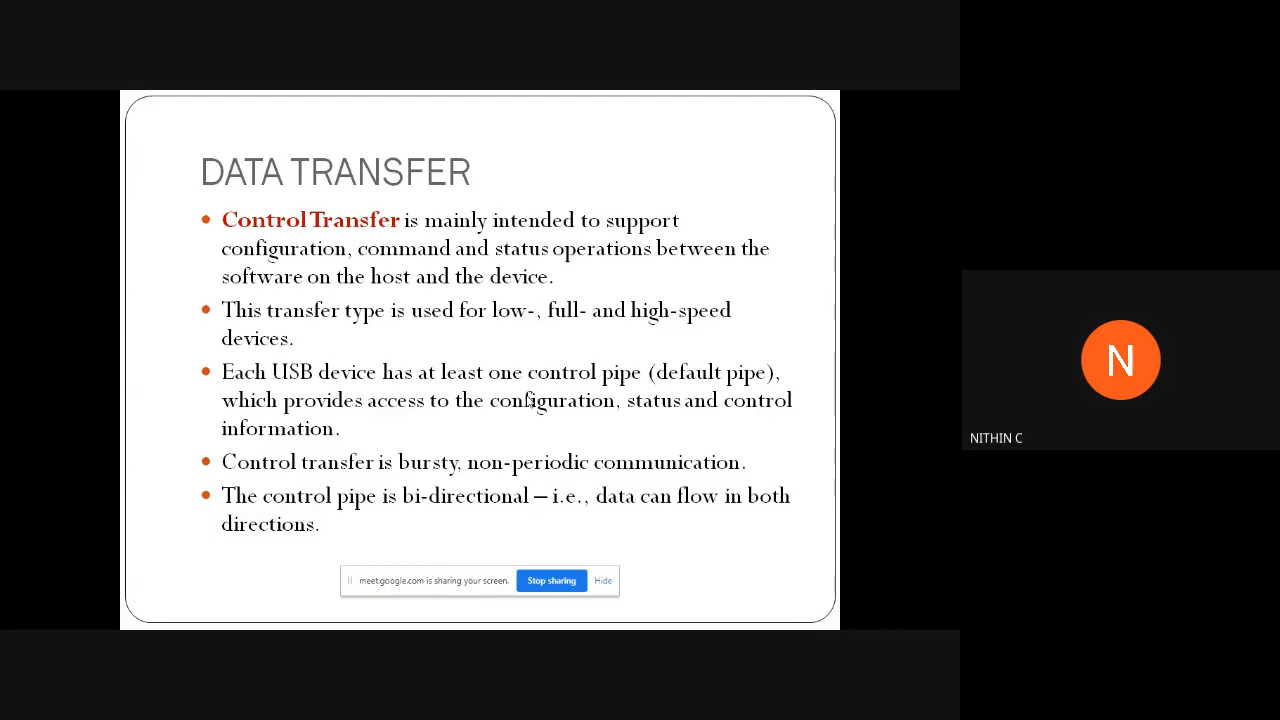 DATA TRANSFER
Control Transfer is mainly intended to support
configuration, command and status operations between the
software on the host and the device.
This transfer type is used for low-, full- and high-speed
devices.
Each USB device has at least one control pipe (default pipe),
which provides access to the configuration, status and control
information.
Control transfer is bursty, non-periodic communication.
The control pipe is bi-directional – i.e., data can flow in both
directions.
meet.google.com is sharing your screen. Stop sharing Hide
N
NITHIN C